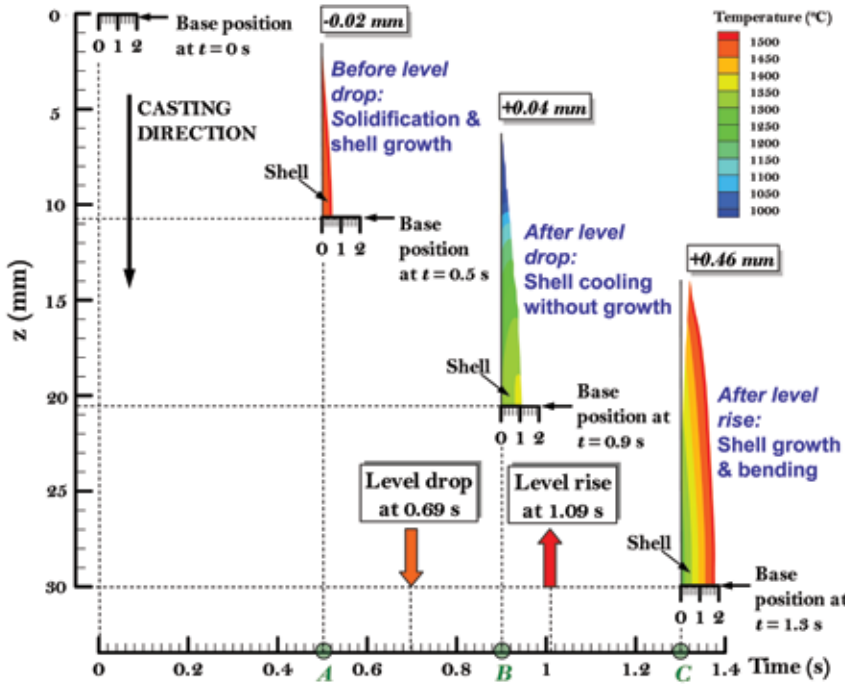 0
0 1 2
Base position
at t = 0 s
-0.02 mm
Temperature (°C)
1500
1450
1400
1350
1300
1250
1200
1150
1100
1050
1000
Before level
drop:
Solidification &
shell growth
+0.04 mm
5
CASTING
DIRECTION
Shell
10
0 1 2
Base
position
at t = 0.5 s
After level
drop:
Shell cooling
without growth
+0.46 mm
z (mm)
15
Shell
20
0 1 2
Base
position at
t = 0.9 s
After level
rise:
Shell growth
& bending
25
Level drop
at 0.69 s
Level rise
at 1.09 s
Shell
30
0 1 2
Base
position at
t = 1.3 s
0 0.2 0.4 0.6 0.8 1 1.2 1.4 Time (s)
A B C